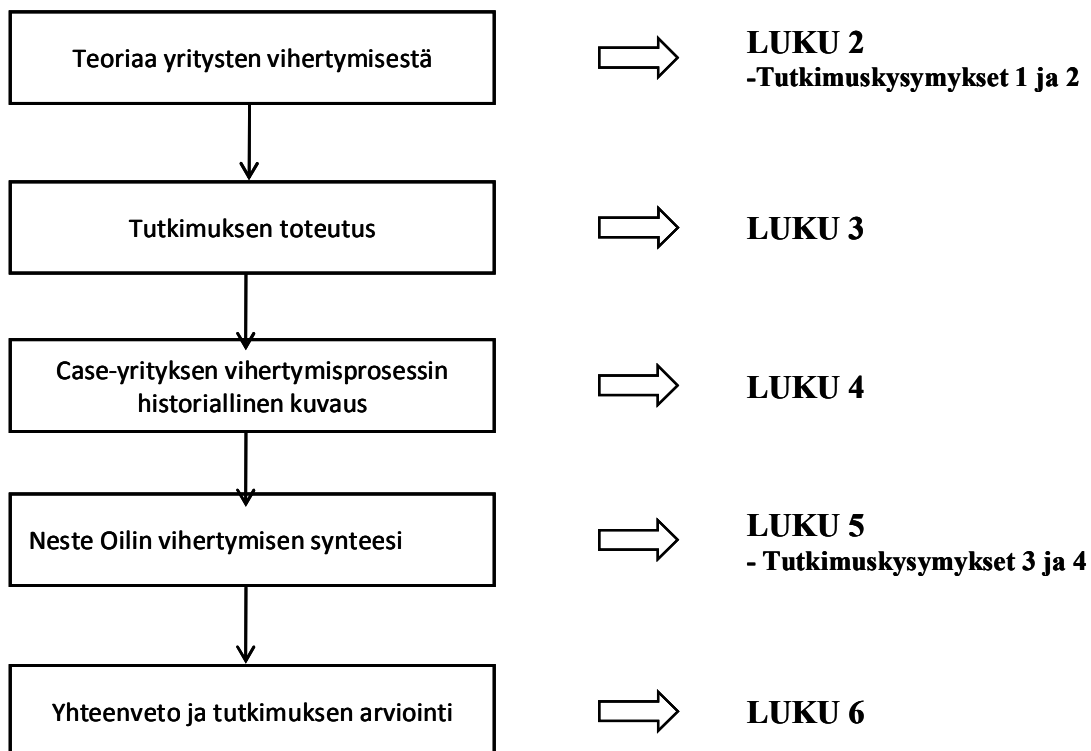 Teoriaa yritysten vihertymisestä
LUKU 2
-Tutkimuskysymykset 1 ja 2
Tutkimuksen toteutus
LUKU 3
Case-yrityksen vihertymisprosessin
historiallinen kuvaus
LUKU 4
Neste Oilin vihertymisen synteesi
LUKU 5
- Tutkimuskysymykset 3 ja 4
Yhteenveto ja tutkimuksen arviointi
LUKU 6